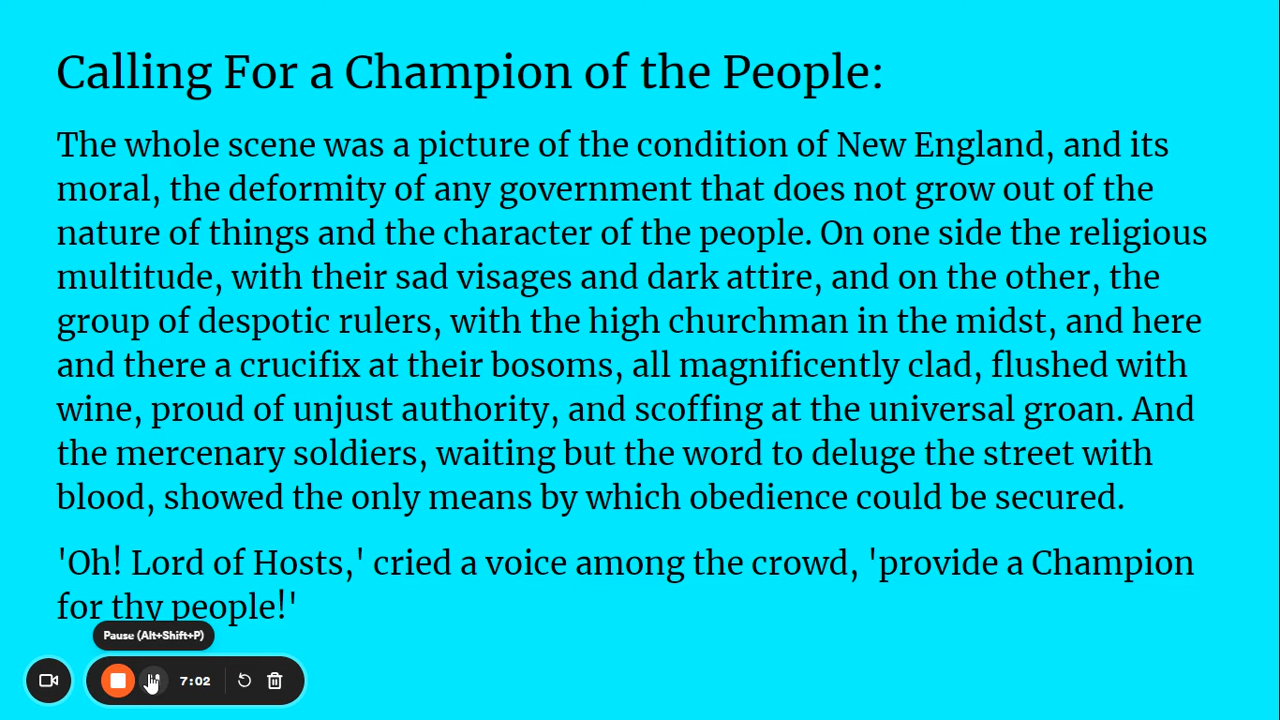 Calling For a Champion of the People:
The whole scene was a picture of the condition of New England, and its
moral, the deformity of any government that does not grow out of the
nature of things and the character of the people. On one side the religious
multitude, with their sad visages and dark attire, and on the other, the
group of despotic rulers, with the high churchman in the midst, and here
and there a crucifix at their bosoms, all magnificently clad, flushed with
wine, proud of unjust authority, and scoffing at the universal groan. And
the mercenary soldiers, waiting but the word to deluge the street with
blood, showed the only means by which obedience could be secured.
'Oh! Lord of Hosts,' cried a voice among the crowd, 'provide a Champion
for thy people!'
Pause (Alt+Shift+P)
7:02